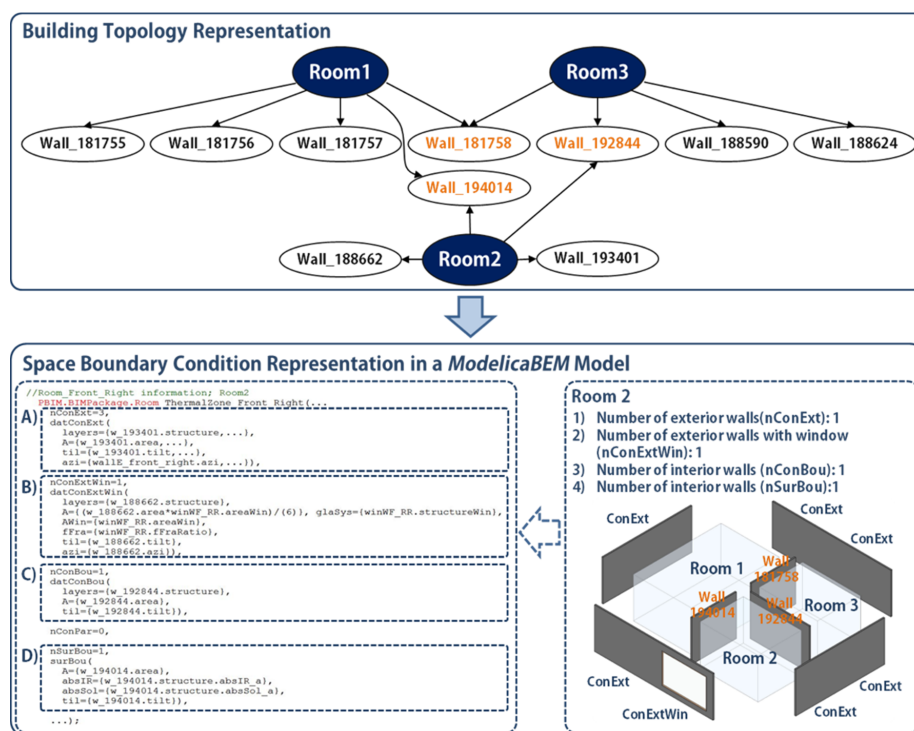 Building Topology Representation
Room1
Room3
Wall_181755
Wall_181756
Wall_181757
Wall_181758
Wall_192844
Wall_188590
Wall_188624
Wall_194014
Wall_188662
Room2
Wall_193401
Space Boundary Condition Representation in a ModelicaBEM Model
//Room_Front_Right information; Room2
PBIM.BIMPackage.Room ThermalZone_Front_Right(...
A)
nConExt=3,
datConExt(
layers={w_193401.structure,...},
A={w_193401.area,...},
til={w_193401.tilt,...},
azi={wallE_front_right.azi,...}),
B)
nConExtWin=1,
datConExtWin(
layers={w_188662.structure},
A={(w_188662.area*winWF_RR.areaWin)/(6)}, glaSys={winWF_RR.structureWin},
AWin={winWF_RR.areaWin},
fFra={winWF_RR.fFraRatio},
til={w_188662.tilt},
azi={w_188662.azi}),
C)
nConBou=1,
datConBou(
layers={w_192844.structure},
A={w_192844.area},
til={w_192844.tilt}),
nConPar=0,
D)
nSurBou=1,
surBou(
A={w_194014.area},
absIR={w_194014.structure.absIR_a},
absSol={w_194014.structure.absSol_a},
til={w_194014.tilt}),
...);
Room 2
1) Number of exterior walls(nConExt): 1
2) Number of exterior walls with window
(nConExtWin): 1
3) Number of interior walls (nConBou): 1
4) Number of interior walls (nSurBou):1
ConExt
ConExt
Room 1
Wall
181758
Wall
194014
Wall
192844
Room 3
Room 2
ConExt
ConExt
ConExtWin
ConExt